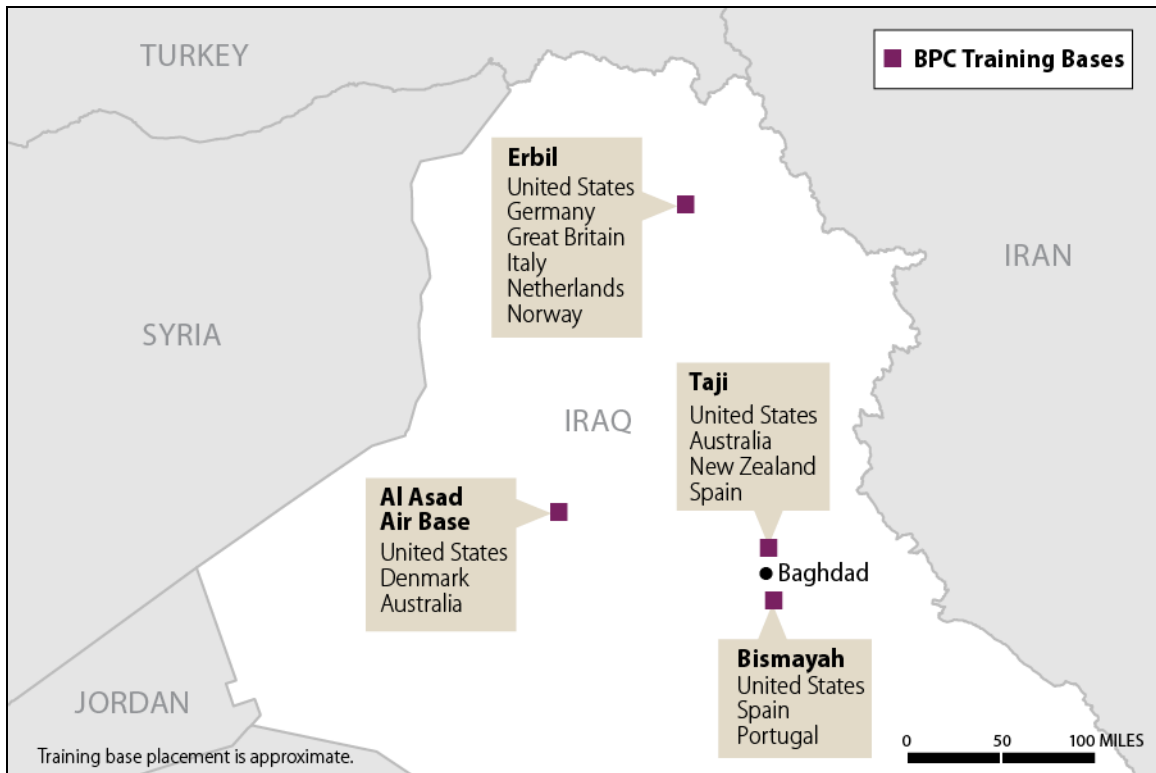 TURKEY
BPC Training Bases
Erbil
United States
Germany
Great Britain
Italy
Netherlands
Norway
IRAN
SYRIA
Taji
United States
Australia
New Zealand
Spain
IRAQ
Al Asad
Air Base
United States
Denmark
Australia
Baghdad
Bismayah
United States
Spain
Portugal
JORDAN
Training base placement is approximate.
0 50 100 MILES